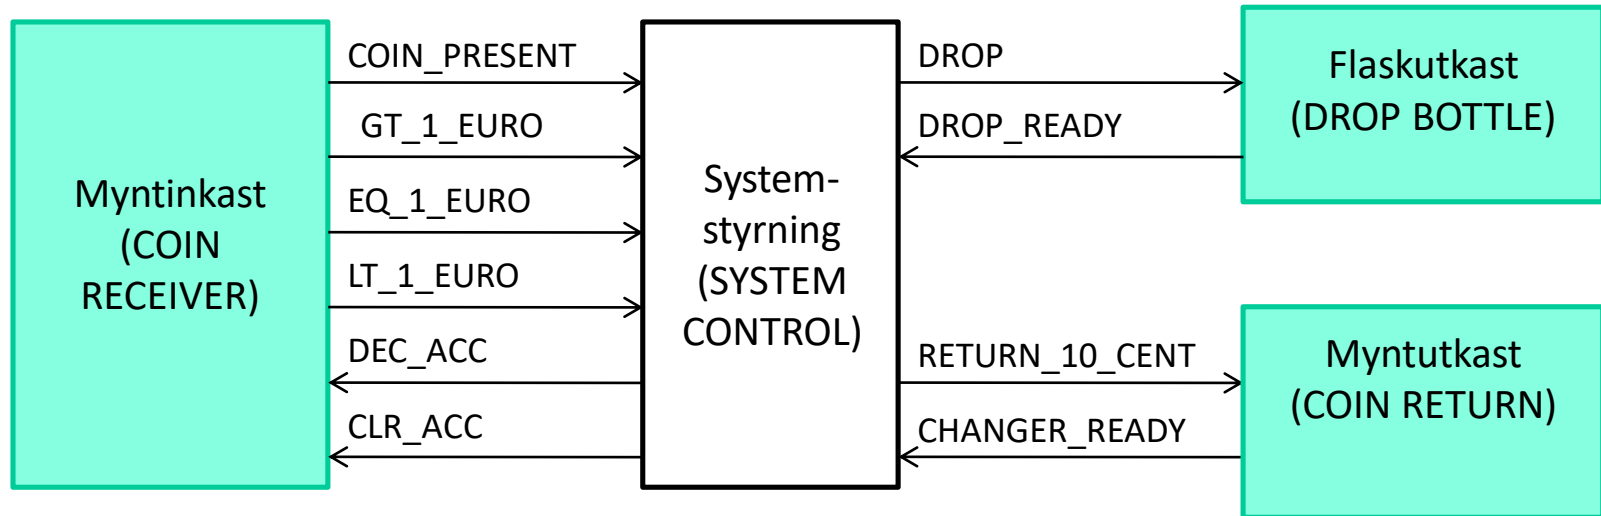 Myntinkast
(COIN
RECEIVER)
COIN_PRESENT
GT_1_EURO
EQ_1_EURO
LT_1_EURO
DEC_ACC
CLR_ACC
System-
styrning
(SYSTEM
CONTROL)
DROP
DROP_READY
RETURN_10_CENT
CHANGER_READY
Flaskutkast
(DROP BOTTLE)
Myntutkast
(COIN RETURN)